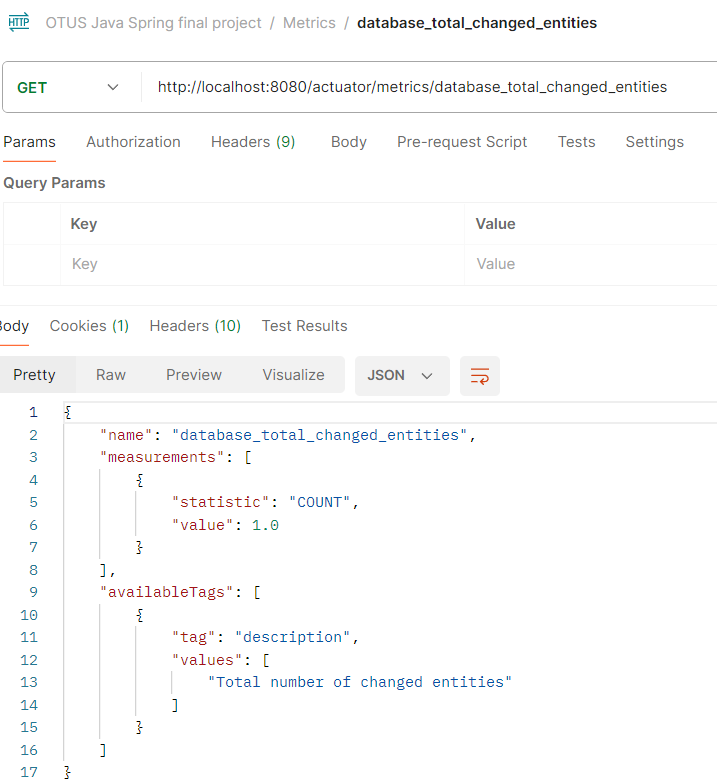 HTTP OTUS Java Spring final project / Metrics / database_total_changed_entities
GET http://localhost:8080/actuator/metrics/database_total_changed_entities
Params Authorization Headers (9) Body Pre-request Script Tests Settings
Query Params
Key Value
Key Value
Body Cookies (1) Headers (10) Test Results
Pretty Raw Preview Visualize JSON
1 {
2 "name": "database_total_changed_entities",
3 "measurements": [
4 {
5 "statistic": "COUNT",
6 "value": 1.0
7 }
8 ],
9 "availableTags": [
10 {
11 "tag": "description",
12 "values": [
13 "Total number of changed entities"
14 ]
15 }
16 ]
17 }